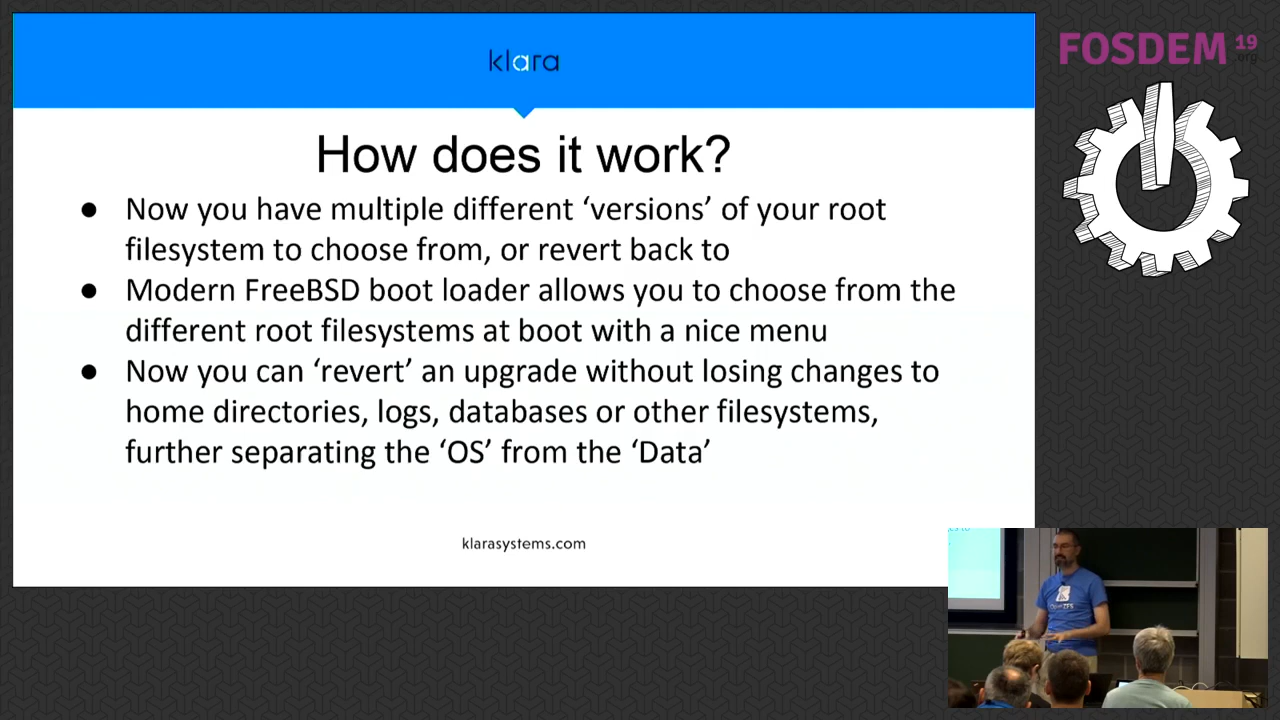 klara
FOSDEM 19
.org
How does it work?
● Now you have multiple different ‘versions’ of your root
filesystem to choose from, or revert back to
● Modern FreeBSD boot loader allows you to choose from the
different root filesystems at boot with a nice menu
● Now you can ‘revert’ an upgrade without losing changes to
home directories, logs, databases or other filesystems,
further separating the ‘OS’ from the ‘Data’
klarasystems.com